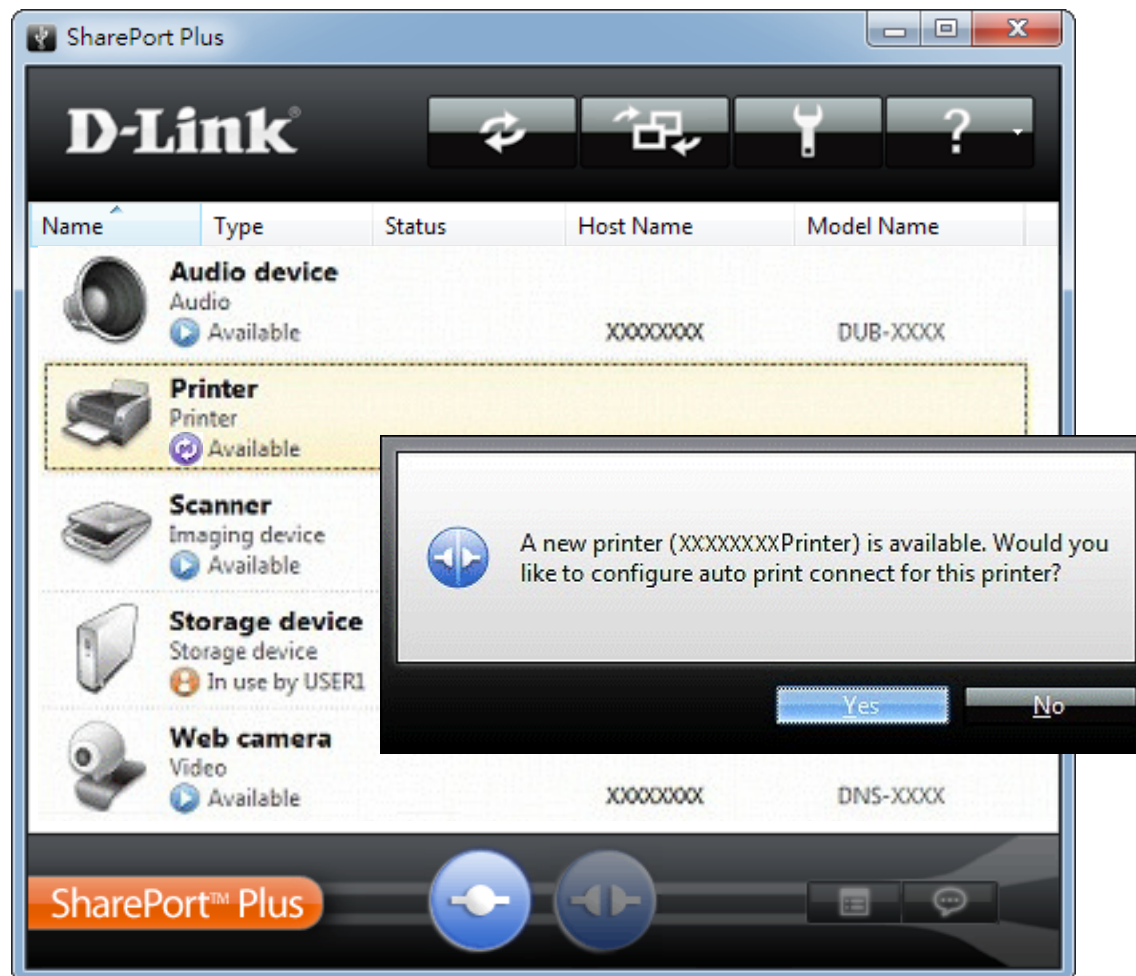 SharePort Plus
D-Link®
?
Name Type Status Host Name Model Name
Audio device
Audio
Available XXXXXXXX DUB-XXXX
Printer
Printer
Available
Scanner
Imaging device
Available
Storage device
Storage device
In use by USER1
Web camera
Video
Available XXXXXXXX DNS-XXXX
A new printer (XXXXXXXXPrinter) is available. Would you
like to configure auto print connect for this printer?
Yes No
SharePort™ Plus